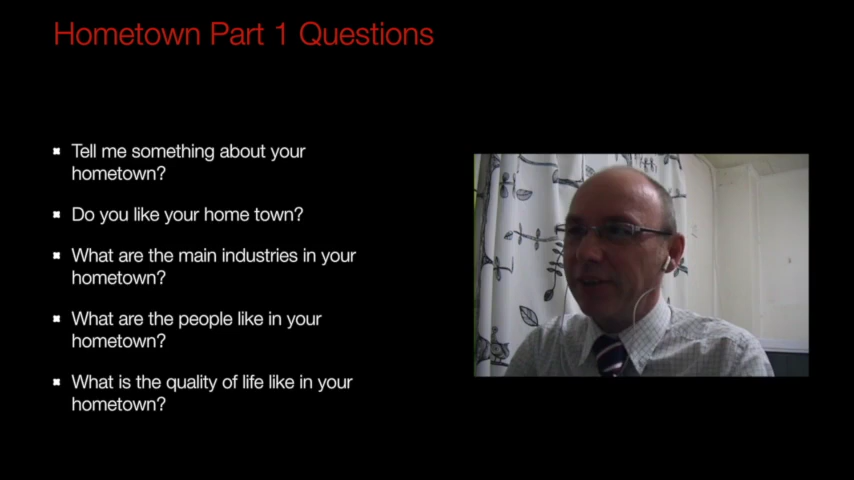 Hometown Part 1 Questions
Tell me something about your
hometown?
Do you like your home town?
What are the main industries in your
hometown?
What are the people like in your
hometown?
What is the quality of life like in your
hometown?